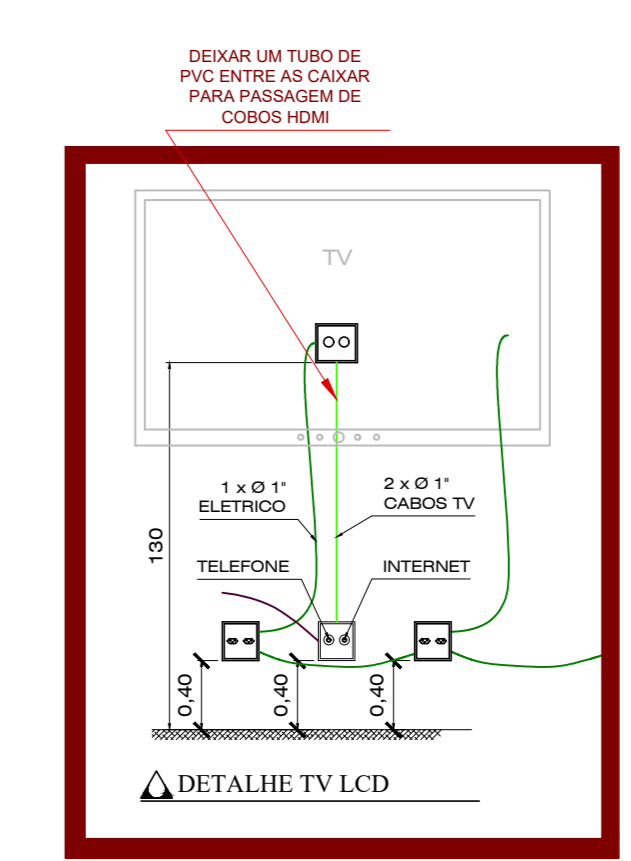 DEIXAR UM TUBO DE
PVC ENTRE AS CAIXAR
PARA PASSAGEM DE
COBOS HDMI
TV
1 x Ø 1"
ELETRICO
2 x Ø 1"
CABOS TV
130
TELEFONE
INTERNET
0,40
0,40
0,40
DETALHE TV LCD